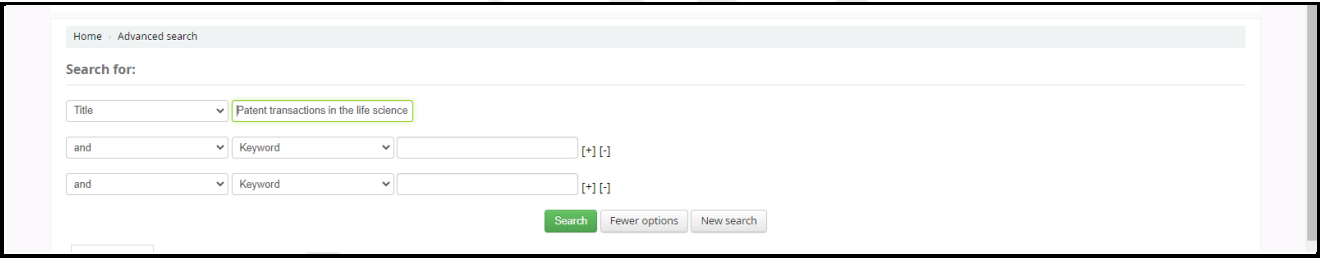 Home › Advanced search
Search for:
Title Patent transactions in the life science
and Keyword [+] [-]
and Keyword [+] [-]
Search Fewer options New search